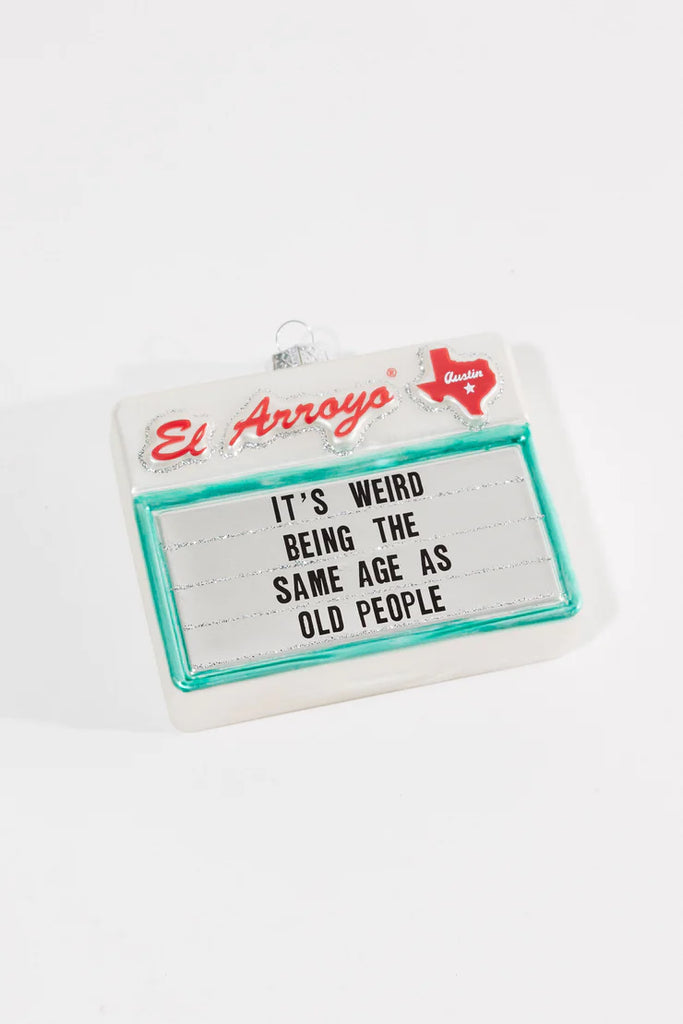 El Arroyo®
Austin
IT'S WEIRD
BEING THE
SAME AGE AS
OLD PEOPLE